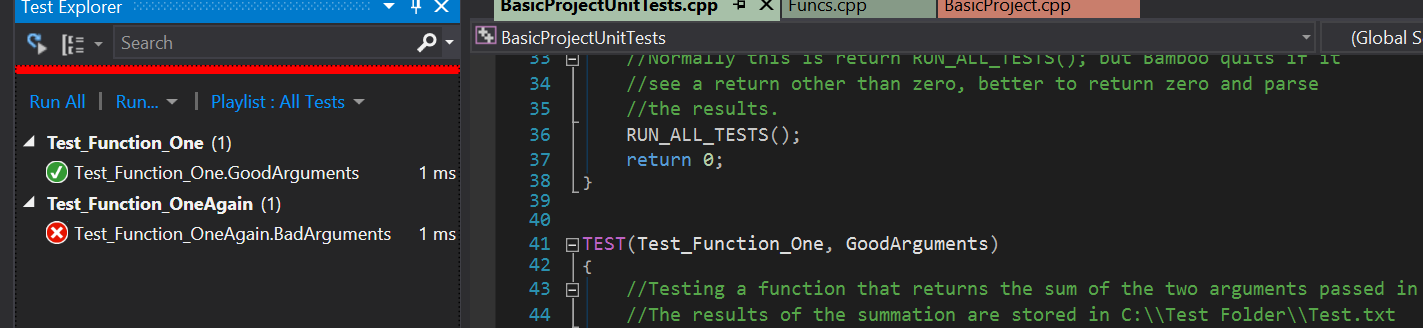 Test Explorer
Search
Run All | Run... | Playlist : All Tests
Test_Function_One (1)
Test_Function_One.GoodArguments 1 ms
Test_Function_OneAgain (1)
Test_Function_OneAgain.BadArguments 1 ms
BasicProjectUnitTests.cpp Funcs.cpp BasicProject.cpp
BasicProjectUnitTests (Global S
33 //Normally this is return RUN_ALL_TESTS(); but Bamboo quits if it
34 //see a return other than zero, better to return zero and parse
35 //the results.
36 RUN_ALL_TESTS();
37 return 0;
38 }
39
40
41 TEST(Test_Function_One, GoodArguments)
42 {
43 //Testing a function that returns the sum of the two arguments passed in
44 //The results of the summation are stored in C:\\Test Folder\\Test.txt